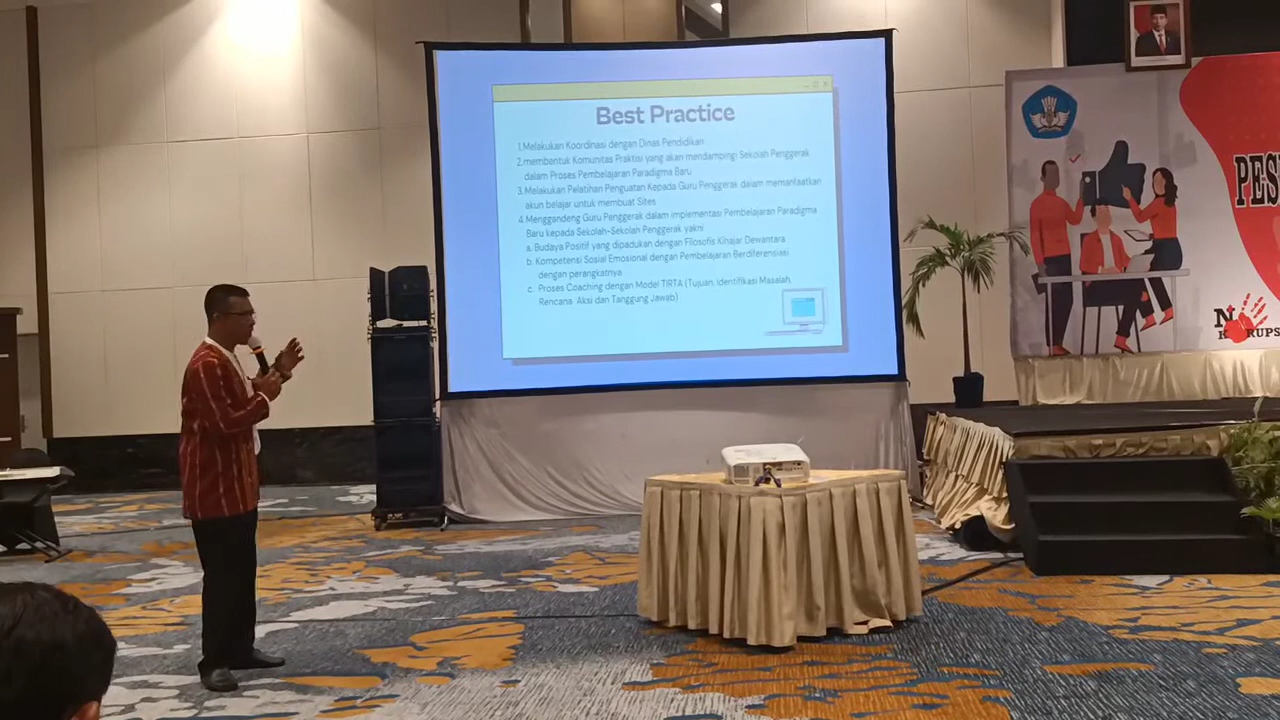 Best Practice
1.Melakukan Koordinasi dengan Dinas Pendidikan
2.membentuk Komunitas Praktisi yang akan mendampingi Sekolah Penggerak
dalam Proses Pembelajaran Paradigma Baru
3.Melakukan Pelatihan Penguatan Kepada Guru Penggerak dalam memanfaatkan
akun belajar untuk membuat Sites
4.Menggandeng Guru Penggerak dalam implementasi Pembelajaran Paradigma
Baru kepada Sekolah-Sekolah Penggerak yakni
a. Budaya Positif yang dipadukan dengan Filosofis Kihajar Dewantara
b. Kompetensi Sosial Emosional dengan Pembelajaran Berdiferensiasi
dengan perangkatnya
c. Proses Coaching dengan Model TIRTA (Tujuan, Identifikasi Masalah,
Rencana Aksi dan Tanggung Jawab)
PES